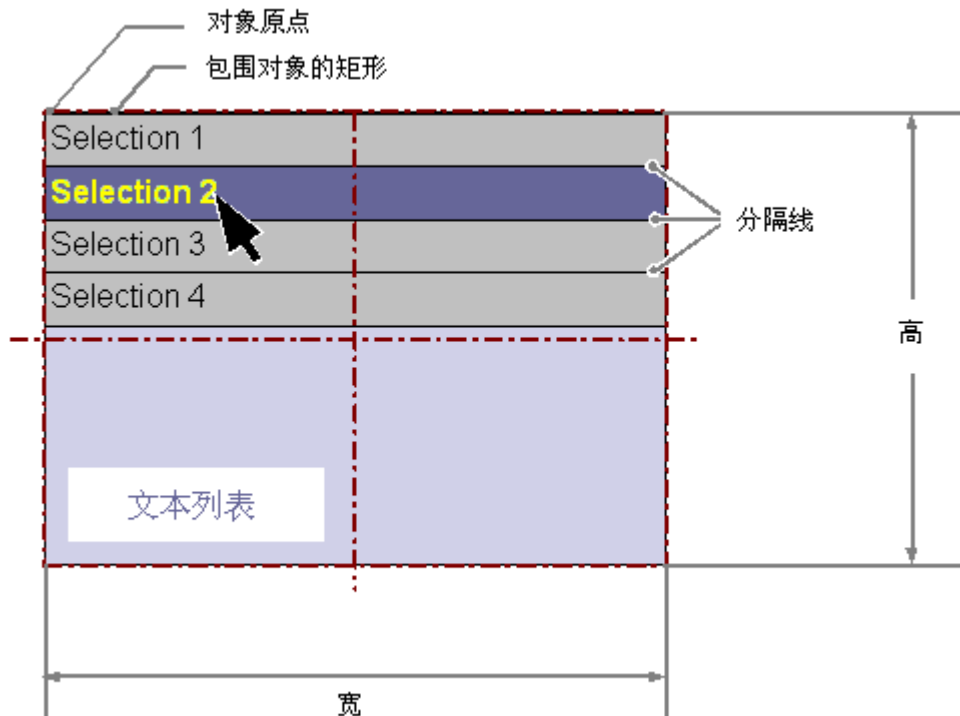 对象原点
包围对象的矩形
Selection 1
Selection 2
分隔线
Selection 3
Selection 4
高
文本列表
宽